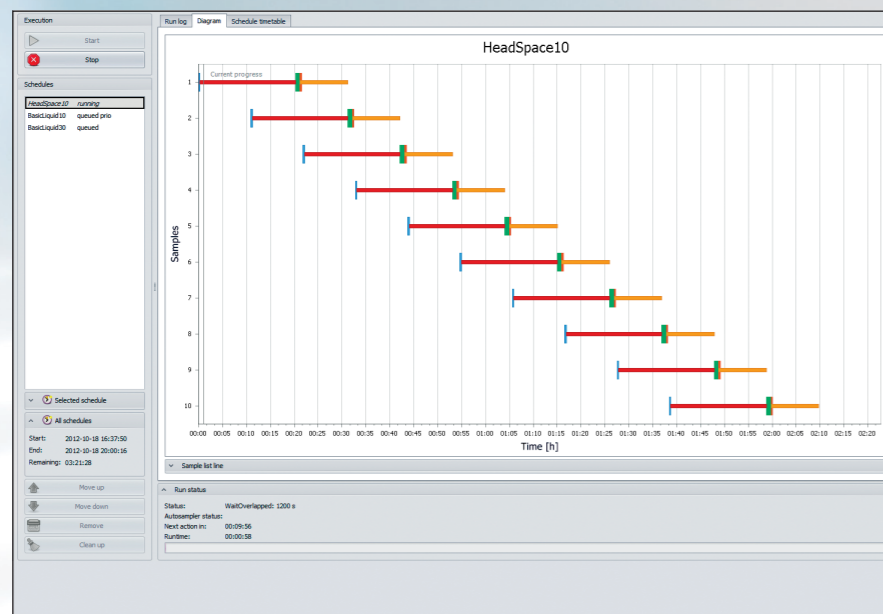 Execution
Start
Stop
Schedules
HeadSpace10 running
BasicLiquid10 queued prio
BasicLiquid30 queued
Selected schedule
All schedules
Start: 2012-10-18 16:37:50
End: 2012-10-18 20:00:16
Remaining: 03:21:28
Move up
Move down
Remove
Clean up
Run log Diagram Schedule timetable
HeadSpace10
Current progress
Samples
1
2
3
4
5
6
7
8
9
10
00:00 00:05 00:10 00:15 00:20 00:25 00:30 00:35 00:40 00:45 00:50 00:55 01:00 01:05 01:10 01:15 01:20 01:25 01:30 01:35 01:40 01:45 01:50 01:55 02:00 02:05 02:10 02:15 02:20
Time [h]
Sample list line
Run status
Status: WaitOverlapped: 1200 s
Autosampler status:
Next action in: 00:09:56
Runtime: 00:00:58